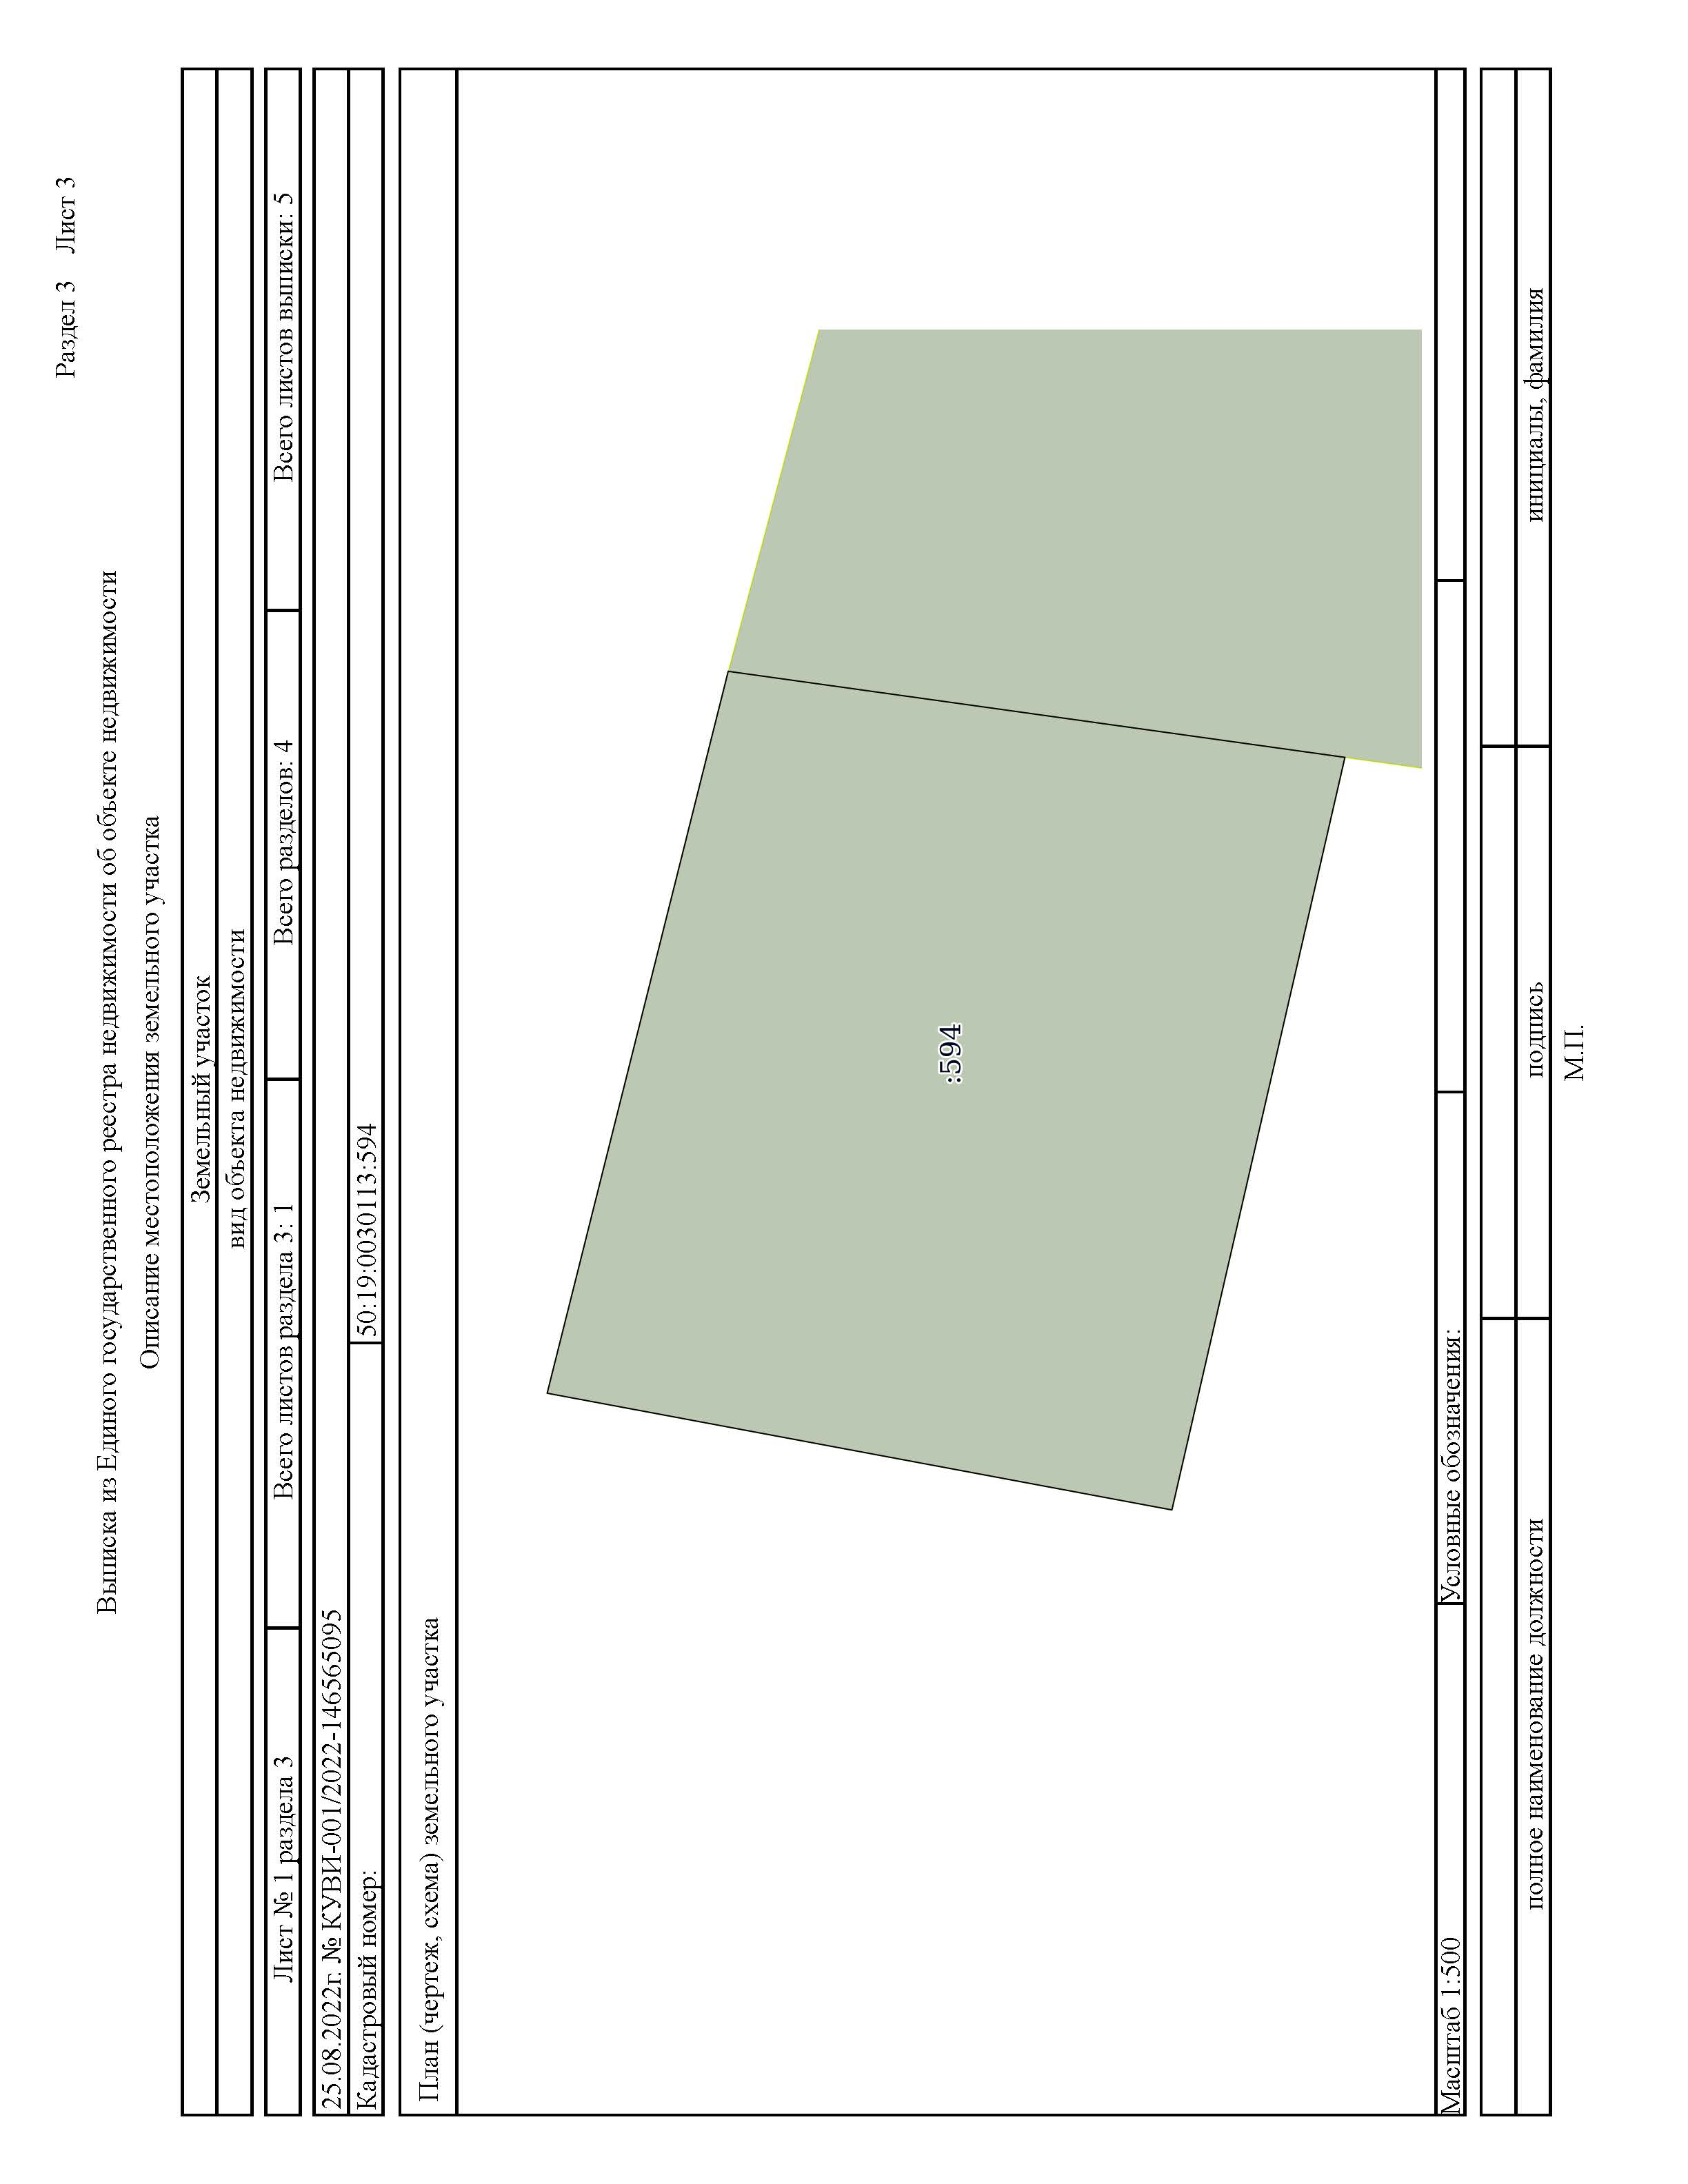 Раздел 3 Лист 3
Выписка из Единого государственного реестра недвижимости об объекте недвижимости
Описание местоположения земельного участка
Земельный участок
вид объекта недвижимости
Лист № 1 раздела 3 Всего листов раздела 3: 1 Всего разделов: 4 Всего листов выписки: 5
25.08.2022г. № КУВИ-001/2022-146565095
Кадастровый номер: 50:19:0030113:594
План (чертеж, схема) земельного участка
:594
Масштаб 1:500 Условные обозначения:
полное наименование должности подпись инициалы, фамилия
М.П.